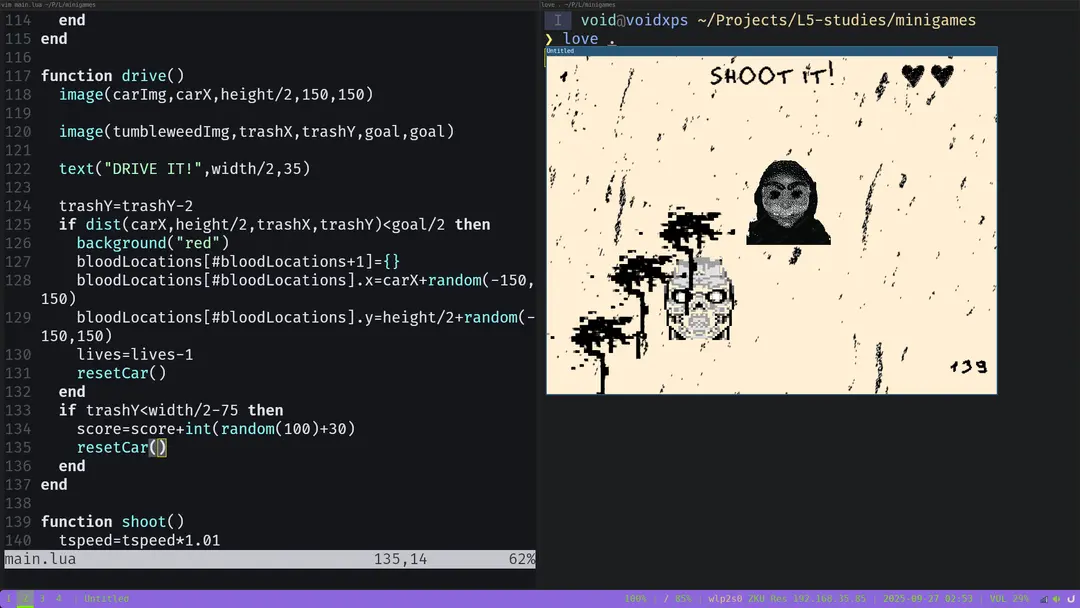 vim main.lua ~/P/L/minigames
114   end
115 end
116
117 function drive()
118   image(carImg,carX,height/2,150,150)
119
120   image(tumbleweedImg,trashX,trashY,goal,goal)
121
122   text("DRIVE IT!",width/2,35)
123
124   trashY=trashY-2
125   if dist(carX,height/2,trashX,trashY)<goal/2 then
126     background("red")
127     bloodLocations[#bloodLocations+1]={}
128     bloodLocations[#bloodLocations].x=carX+random(-150,
150)
129     bloodLocations[#bloodLocations].y=height/2+random(-
150,150)
130     lives=lives-1
131     resetCar()
132   end
133   if trashY<width/2-75 then
134     score=score+int(random(100)+30)
135     resetCar()
136   end
137 end
138
139 function shoot()
140   tspeed=tspeed*1.01
main.lua 135,14 62%
love . ~/P/L/minigames
I void@voidxps ~/Projects/L5-studies/minigames
❯ love .
Untitled
1 SHOOT IT!
139
1 2 3 4 Untitled
100% / 85% wlp2s0 ZKU Res 192.168.35.85 2025-09-27 02:53 VOL 29%